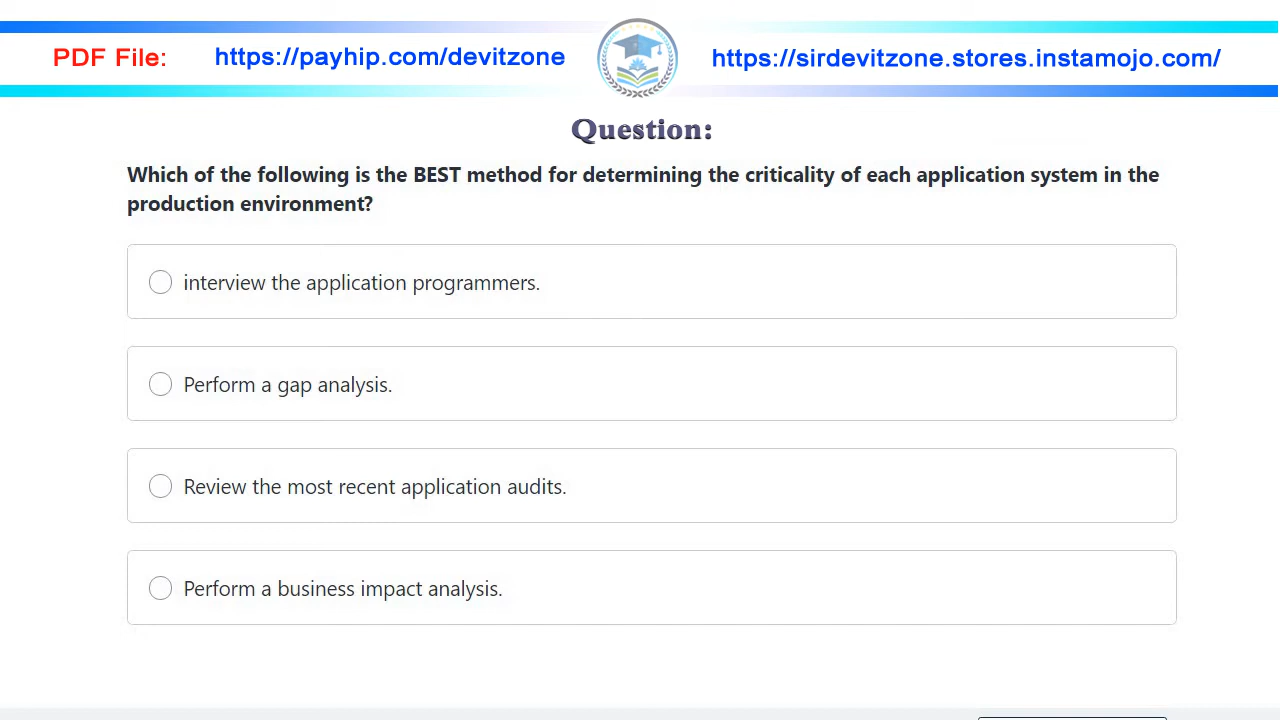 PDF File: https://payhip.com/devitzone https://sirdevitzone.stores.instamojo.com/
Question:
Which of the following is the BEST method for determining the criticality of each application system in the
production environment?
interview the application programmers.
Perform a gap analysis.
Review the most recent application audits.
Perform a business impact analysis.